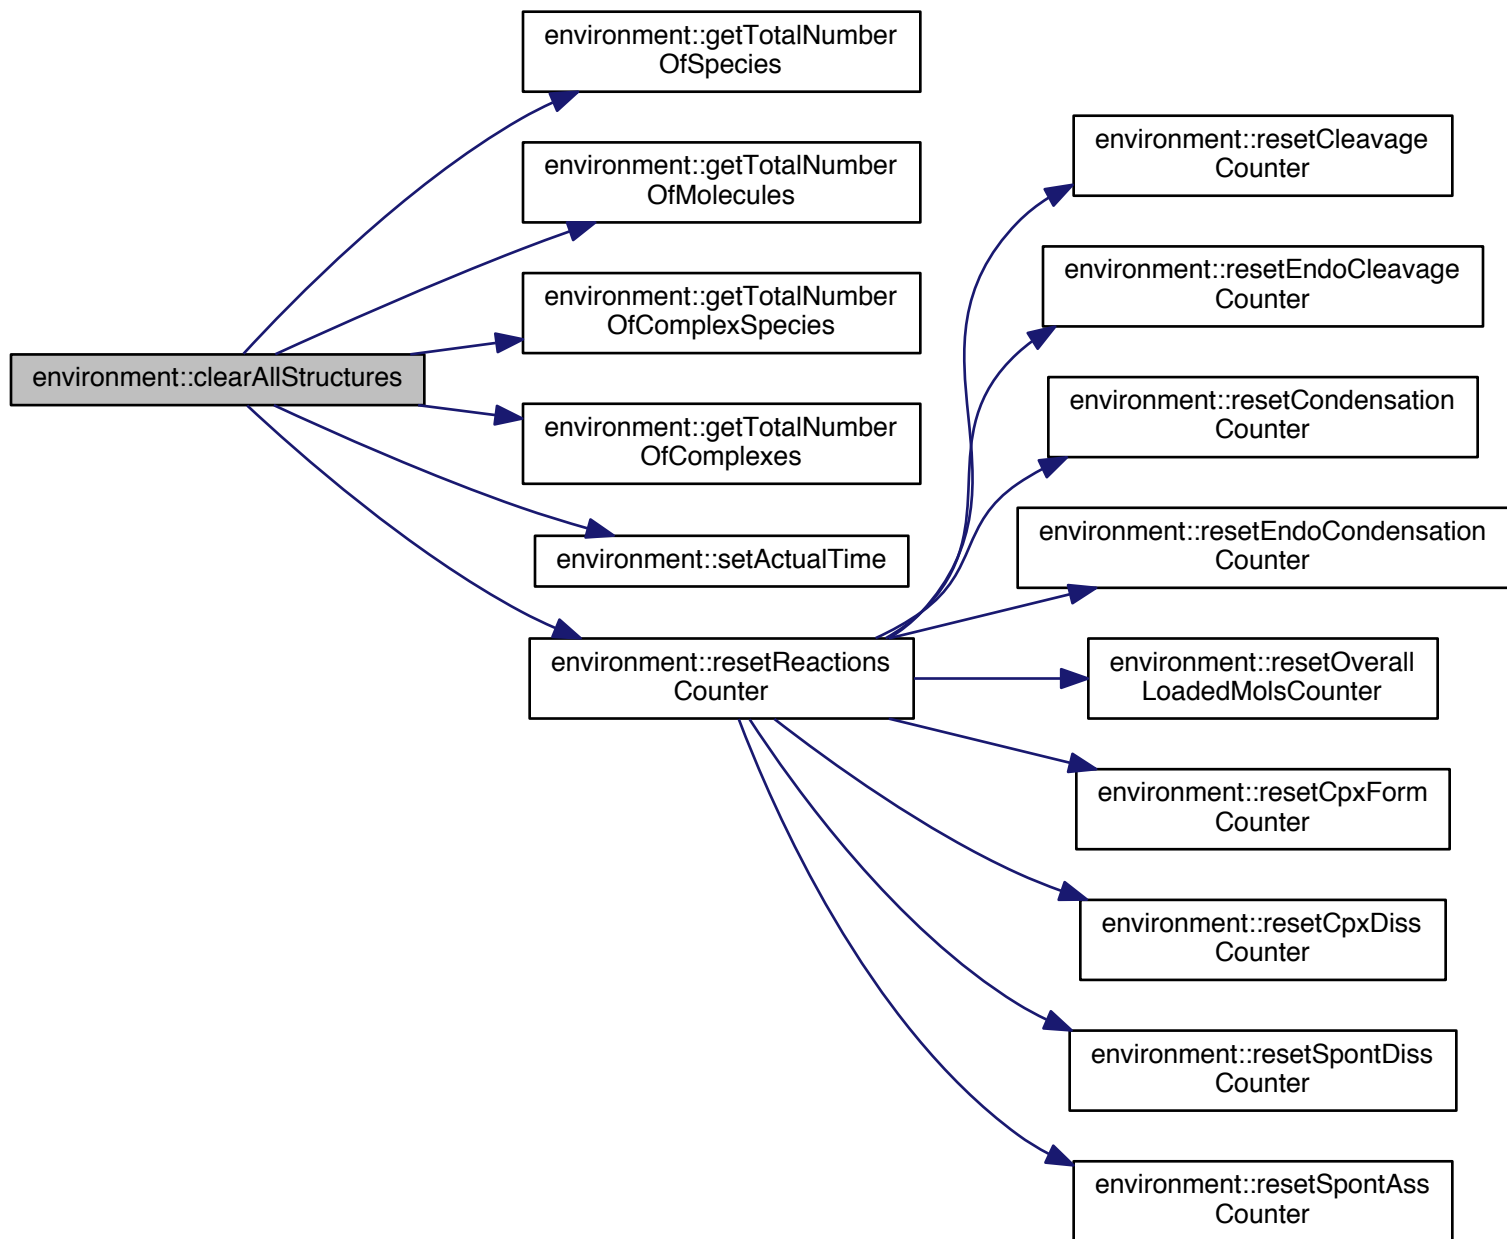 environment::clearAllStructures
environment::getTotalNumber
OfSpecies
environment::getTotalNumber
OfMolecules
environment::getTotalNumber
OfComplexSpecies
environment::getTotalNumber
OfComplexes
environment::setActualTime
environment::resetReactions
Counter
environment::resetCleavage
Counter
environment::resetEndoCleavage
Counter
environment::resetCondensation
Counter
environment::resetEndoCondensation
Counter
environment::resetOverall
LoadedMolsCounter
environment::resetCpxForm
Counter
environment::resetCpxDiss
Counter
environment::resetSpontDiss
Counter
environment::resetSpontAss
Counter